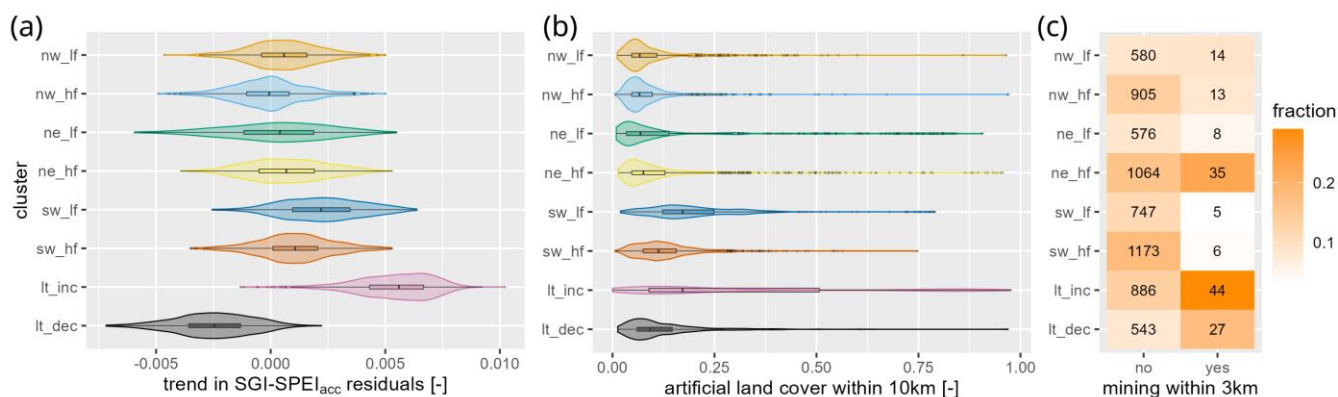 (a)
cluster
nw_lf
nw_hf
ne_lf
ne_hf
sw_lf
sw_hf
lt_inc
lt_dec
-0.005 0.000 0.005 0.010
trend in SGI-SPEIacc residuals [-]
(b)
nw_lf
nw_hf
ne_lf
ne_hf
sw_lf
sw_hf
lt_inc
lt_dec
0.00 0.25 0.50 0.75 1.00
artificial land cover within 10km [-]
(c)
nw_lf 580 14
nw_hf 905 13
ne_lf 576 8
ne_hf 1064 35
sw_lf 747 5
sw_hf 1173 6
lt_inc 886 44
lt_dec 543 27
no yes
mining within 3km
fraction
0.2
0.1